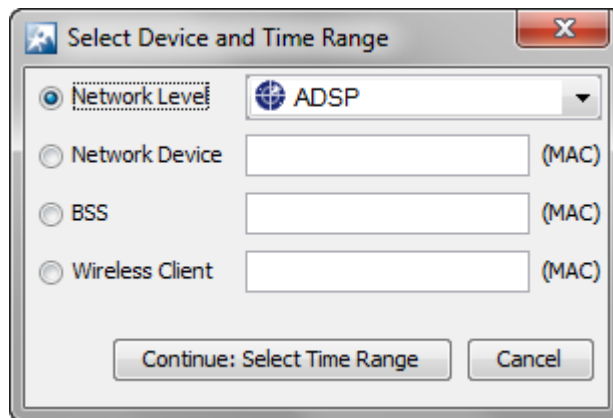 Select Device and Time Range
Network Level ADSP
Network Device (MAC)
BSS (MAC)
Wireless Client (MAC)
Continue: Select Time Range Cancel